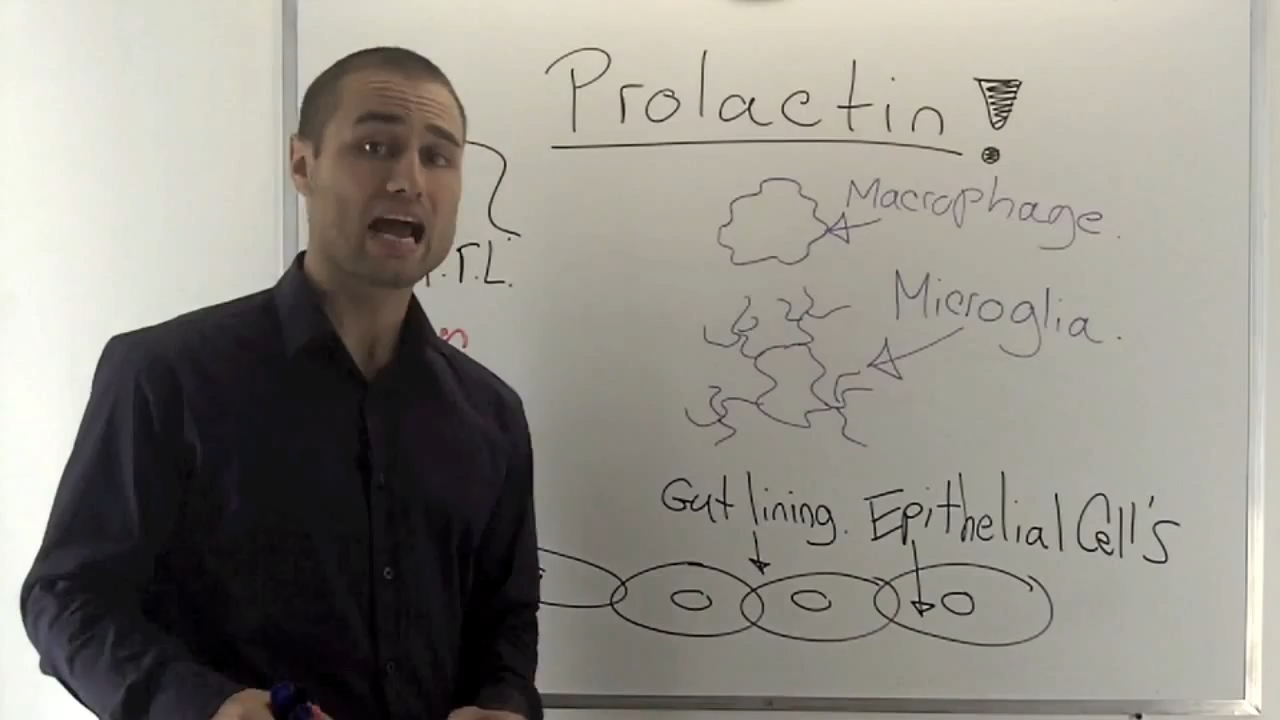 Prolactin!
Macrophage.
.T.L.
Microglia.
Gut lining. Epithelial Cell's